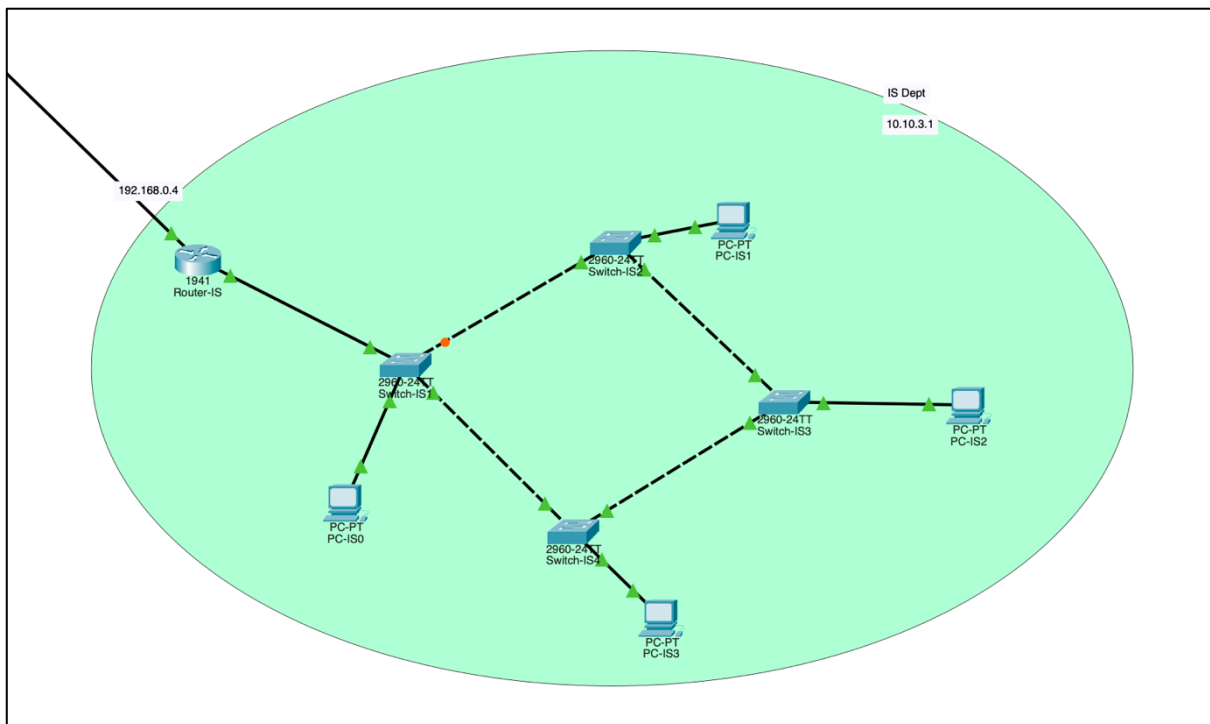 IS Dept
10.10.3.1
192.168.0.4
1941
Router-IS
PC-PT
PC-IS1
2960-24TT
Switch-IS2
2960-24TT
Switch-IS1
2960-24TT
Switch-IS3
PC-PT
PC-IS2
PC-PT
PC-IS0
2960-24TT
Switch-IS4
PC-PT
PC-IS3